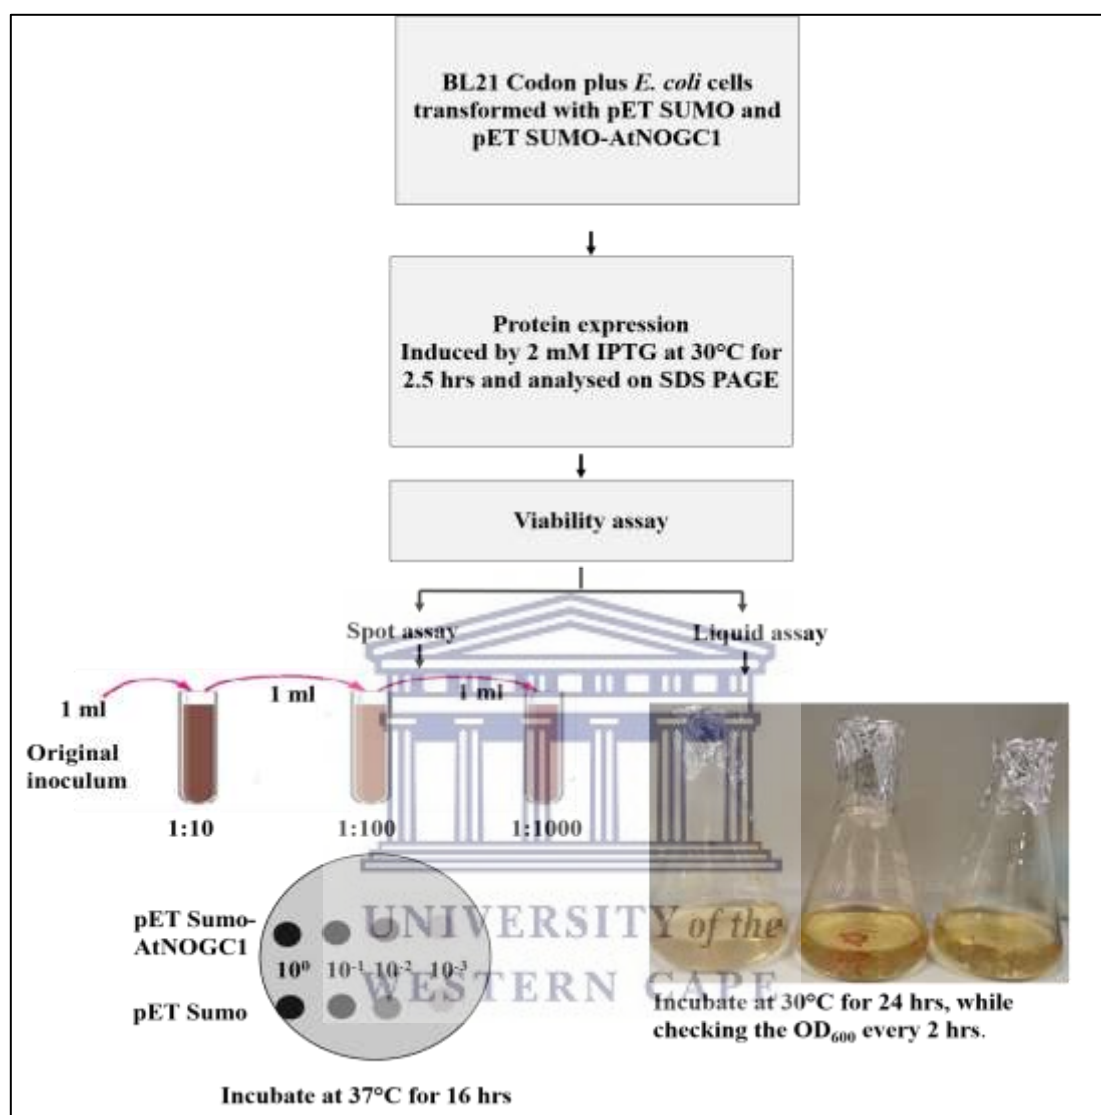 BL21 Codon plus E. coli cells
transformed with pET SUMO and
pET SUMO-AtNOGC1
Protein expression
Induced by 2 mM IPTG at 30°C for
2.5 hrs and analysed on SDS PAGE
Viability assay
Spot assay
Liquid assay
1 ml
1 ml
1 ml
Original
inoculum
1:10
1:100
1:1000
pET Sumo-
AtNOGC1
10⁰ 10⁻¹ 10⁻² 10⁻³
pET Sumo
Incubate at 37°C for 16 hrs
UNIVERSITY of the
WESTERN CAPE
Incubate at 30°C for 24 hrs, while
checking the OD₆₀₀ every 2 hrs.